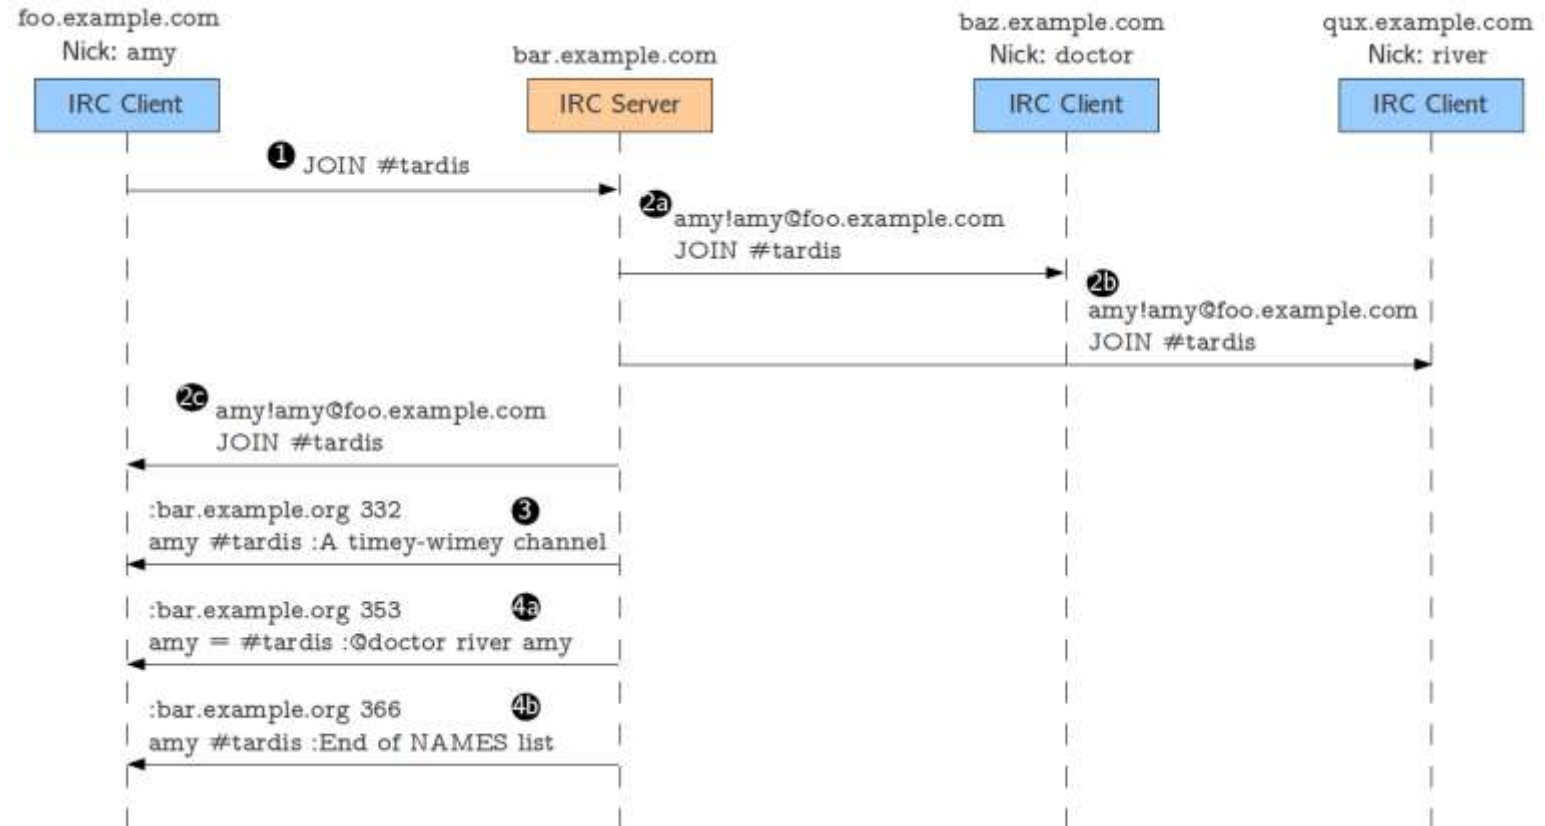 foo.example.com
Nick: amy
IRC Client
bar.example.com
IRC Server
baz.example.com
Nick: doctor
IRC Client
qux.example.com
Nick: river
IRC Client
1 JOIN #tardis
2a
amy!amy@foo.example.com
JOIN #tardis
2b
amy!amy@foo.example.com
JOIN #tardis
2c
amy!amy@foo.example.com
JOIN #tardis
:bar.example.org 332 3
amy #tardis :A timey-wimey channel
:bar.example.org 353 4a
amy = #tardis :@doctor river amy
:bar.example.org 366 4b
amy #tardis :End of NAMES list